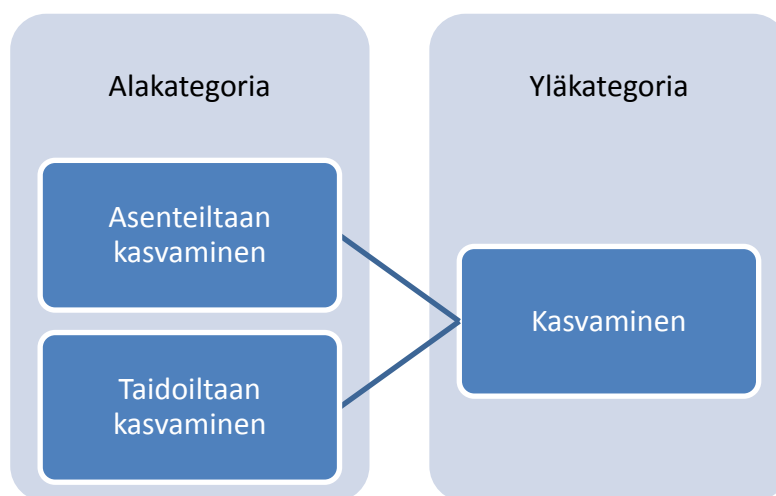 Alakategoria
Yläkategoria
Asenteiltaan
kasvaminen
Taidoiltaan
kasvaminen
Kasvaminen